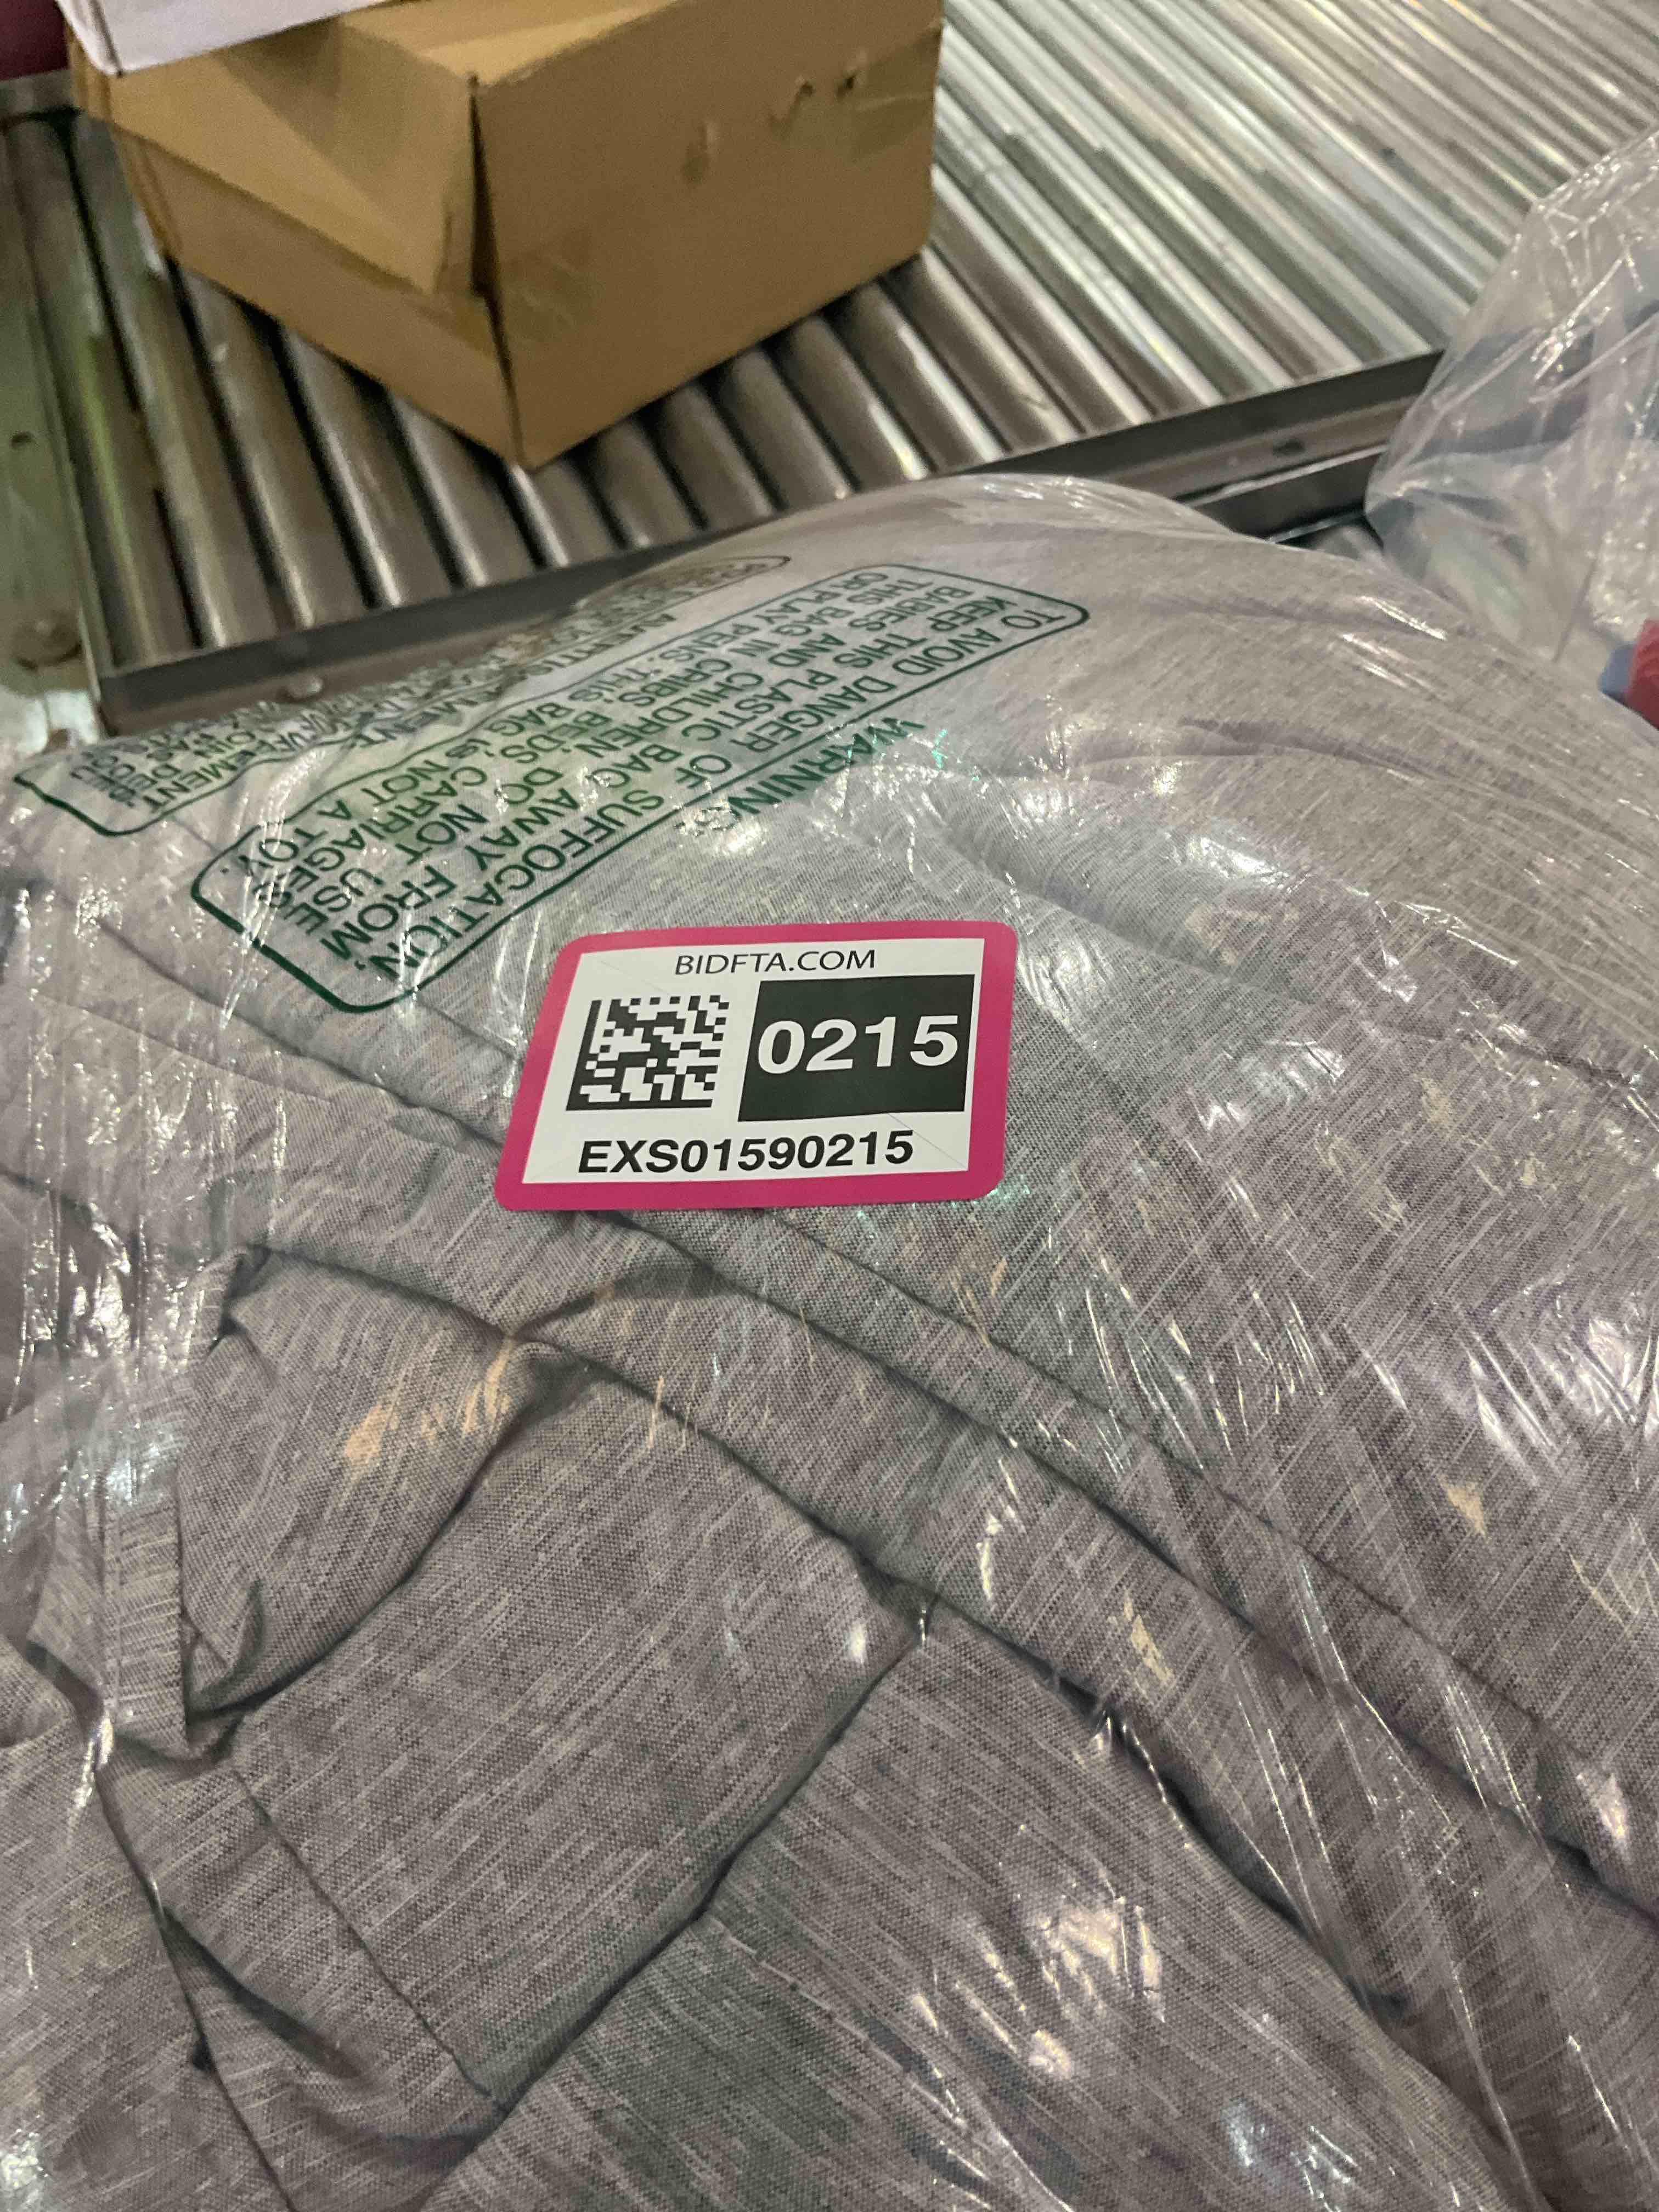 BIDFTA.COM
0215
EXS01590215
WARNING:
TO AVOID DANGER OF SUFFOCATION,
KEEP THIS PLASTIC BAG AWAY FROM
BABIES AND CHILDREN. DO NOT USE
THIS BAG IN CRIBS, BEDS, CARRIAGES
OR PLAY PENS. THIS BAG is NOT A TOY.